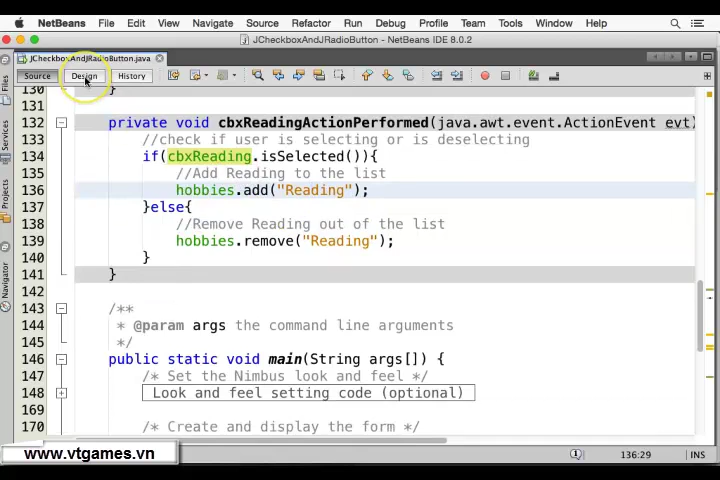 NetBeans File Edit View Navigate Source Refactor Run Debug Profile Team Tools Window Help
JCheckboxAndJRadioButton - NetBeans IDE 8.0.2
JCheckboxAndJRadioButton.java
Source Design History
Files
Services
Projects
Navigator
130 }
131
132 private void cbxReadingActionPerformed(java.awt.event.ActionEvent evt)
133 //check if user is selecting or is deselecting
134 if(cbxReading.isSelected()){
135 //Add Reading to the list
136 hobbies.add("Reading");
137 }else{
138 //Remove Reading out of the list
139 hobbies.remove("Reading");
140 }
141 }
142
143 /**
144 * @param args the command line arguments
145 */
146 public static void main(String args[]) {
147 /* Set the Nimbus look and feel */
148 Look and feel setting code (optional)
169
170 /* Create and display the form */
www.vtgames.vn
136:29 INS